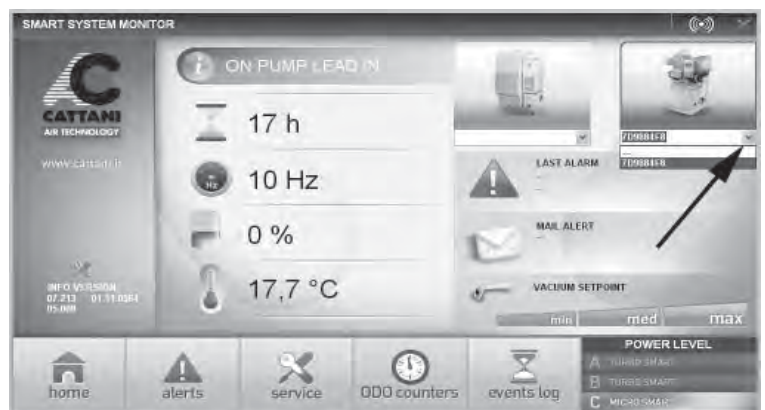 SMART SYSTEM MONITOR
CATTANI
AIR TECHNOLOGY
www.cattani.it
INFO VERSION
ON PUMP LEAD IN
17 h
Hz
10 Hz
0 %
17,7 °C
LAST ALARM
--
--
MAIL ALERT
--
VACUUM SETPOINT
min med max
home
alerts
service
ODO counters
events log
POWER LEVEL
A TURBO SMART
B TURBO SMART
C MICRO SMART